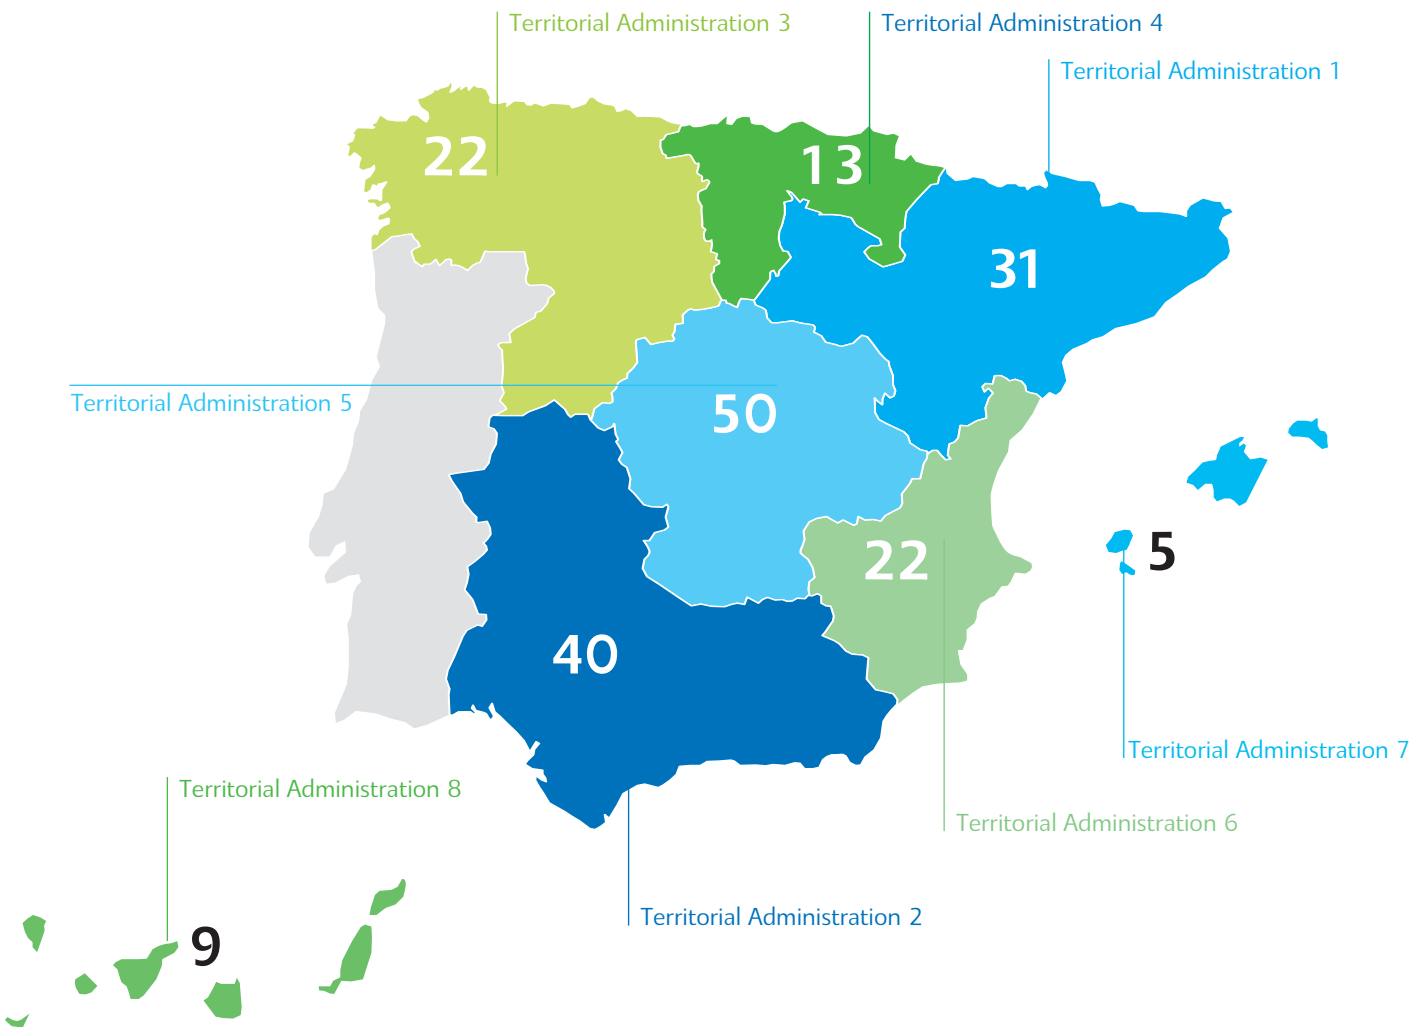 Territorial Administration 3
Territorial Administration 4
Territorial Administration 1
22
13
31
Territorial Administration 5
50
5
22
40
Territorial Administration 7
Territorial Administration 8
Territorial Administration 6
Territorial Administration 2
9